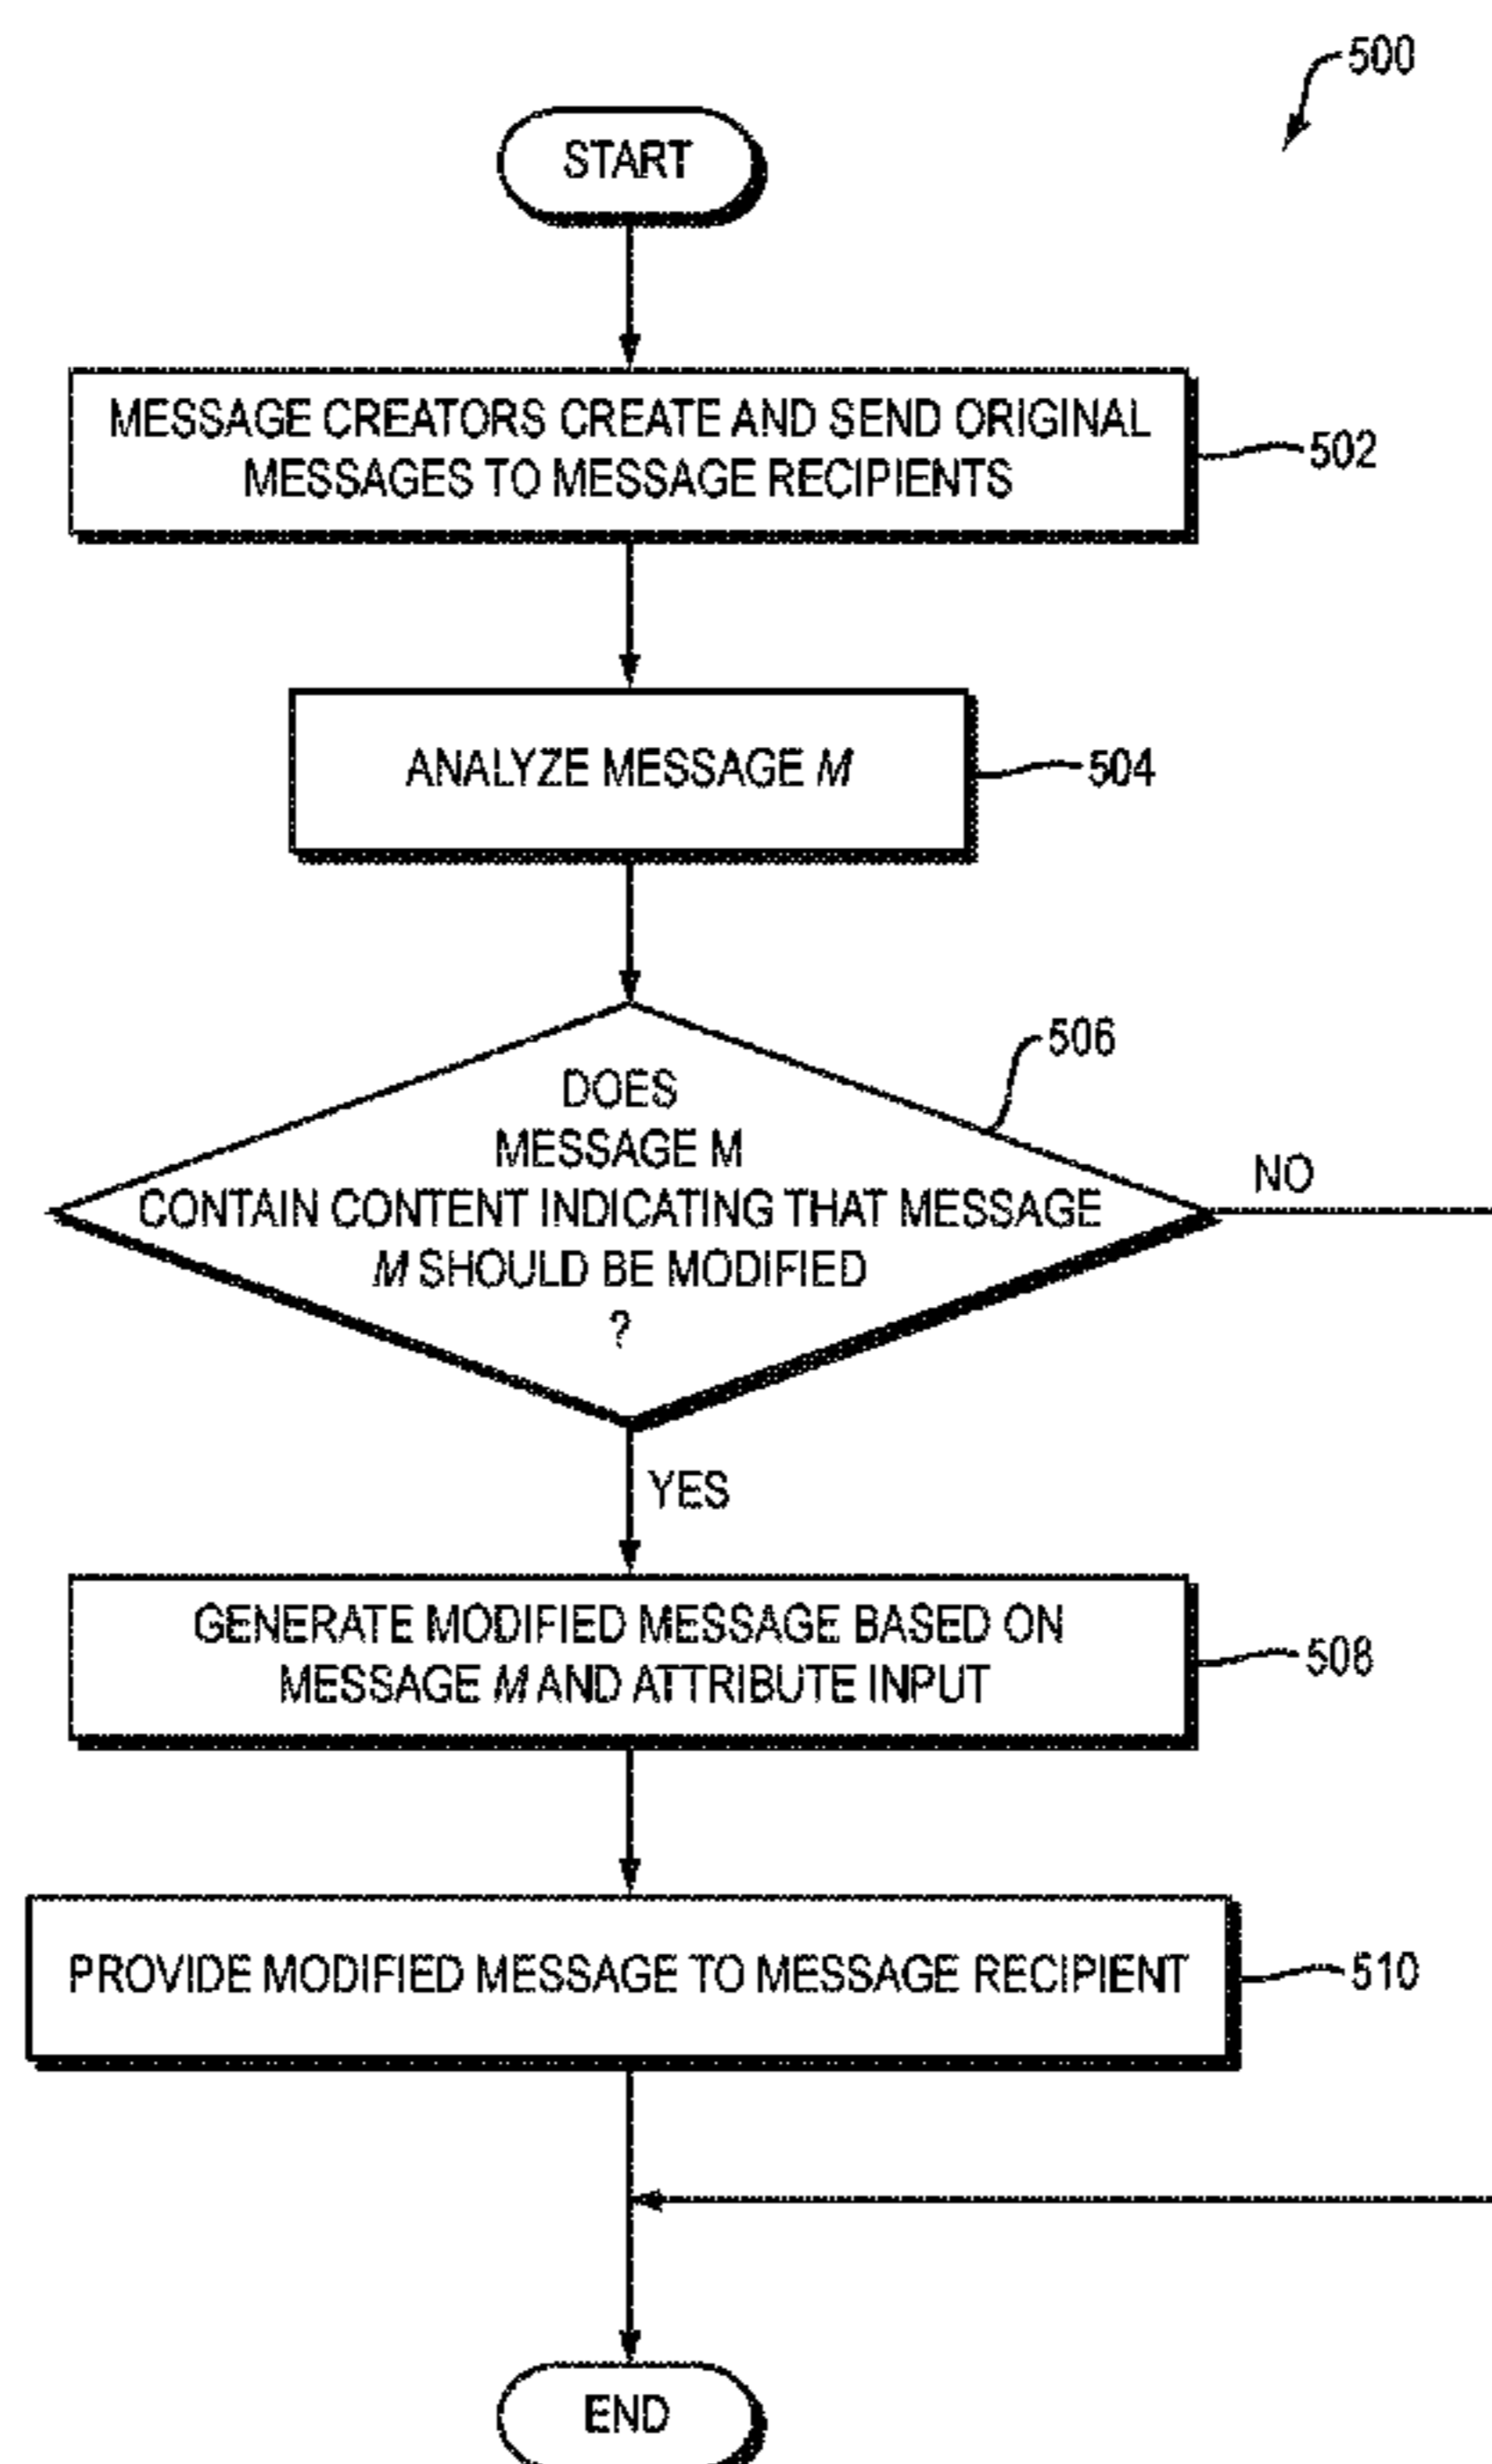 500
START
MESSAGE CREATORS CREATE AND SEND ORIGINAL
MESSAGES TO MESSAGE RECIPIENTS
502
ANALYZE MESSAGE M
504
506
DOES
MESSAGE M
CONTAIN CONTENT INDICATING THAT MESSAGE
M SHOULD BE MODIFIED
?
NO
YES
GENERATE MODIFIED MESSAGE BASED ON
MESSAGE M AND ATTRIBUTE INPUT
508
PROVIDE MODIFIED MESSAGE TO MESSAGE RECIPIENT
510
END